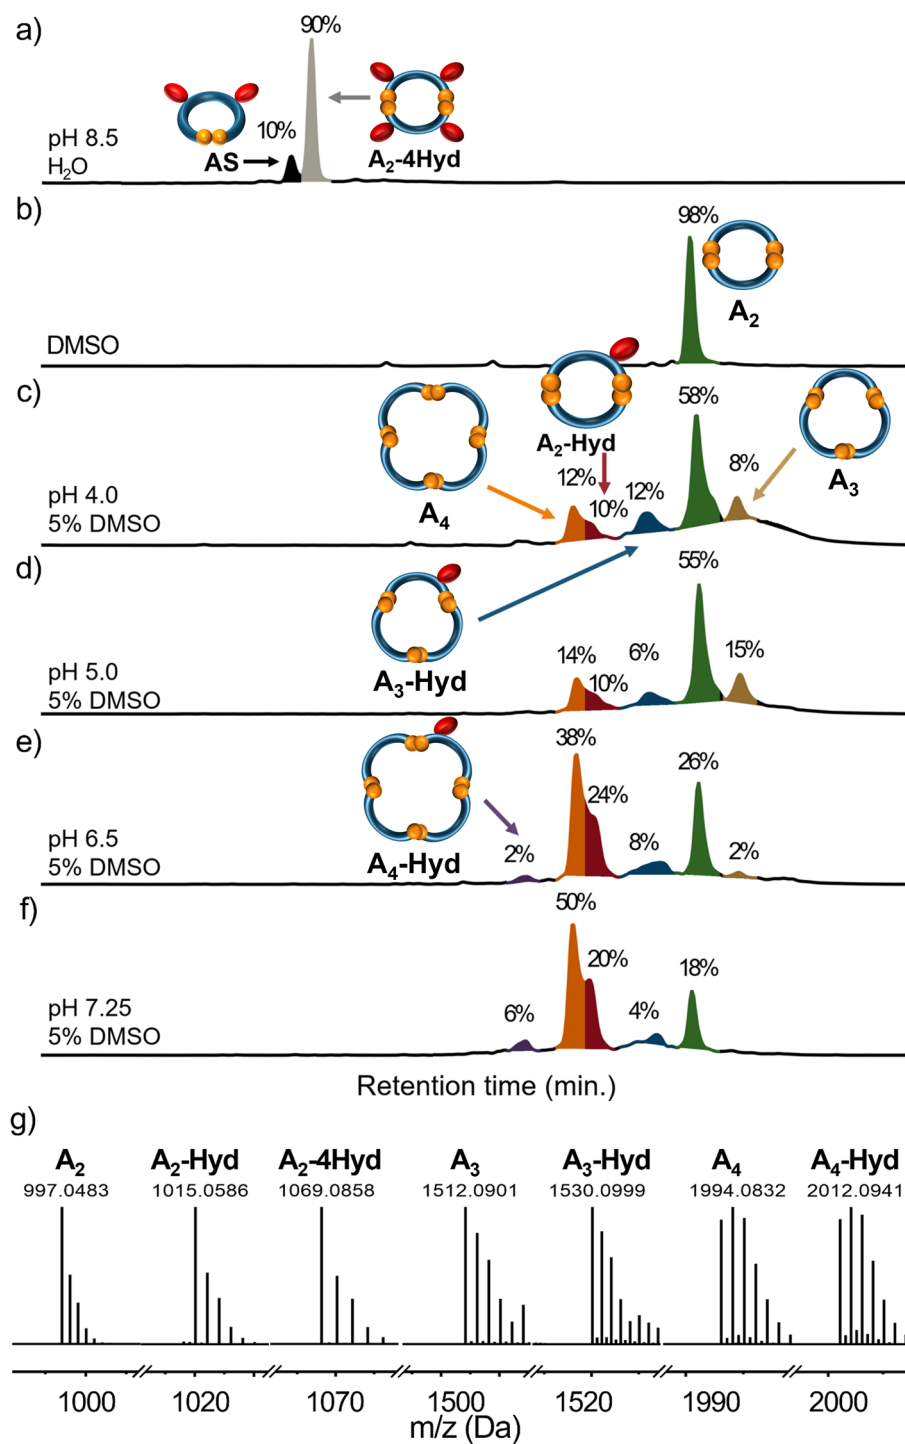 a)
90%
10%
pH 8.5
H₂O
AS
A₂-4Hyd
b)
98%
A₂
DMSO
c)
58%
A₂-Hyd
8%
A₃
12%
12%
10%
A₄
pH 4.0
5% DMSO
d)
55%
14%
10%
6%
15%
A₃-Hyd
pH 5.0
5% DMSO
e)
38%
26%
24%
8%
2%
2%
A₄-Hyd
pH 6.5
5% DMSO
f)
50%
20%
18%
6%
4%
pH 7.25
5% DMSO
Retention time (min.)
g)
A₂ A₂-Hyd A₂-4Hyd A₃ A₃-Hyd A₄ A₄-Hyd
997.0483 1015.0586 1069.0858 1512.0901 1530.0999 1994.0832 2012.0941
1000 1020 1070 1500 1520 1990 2000
m/z (Da)